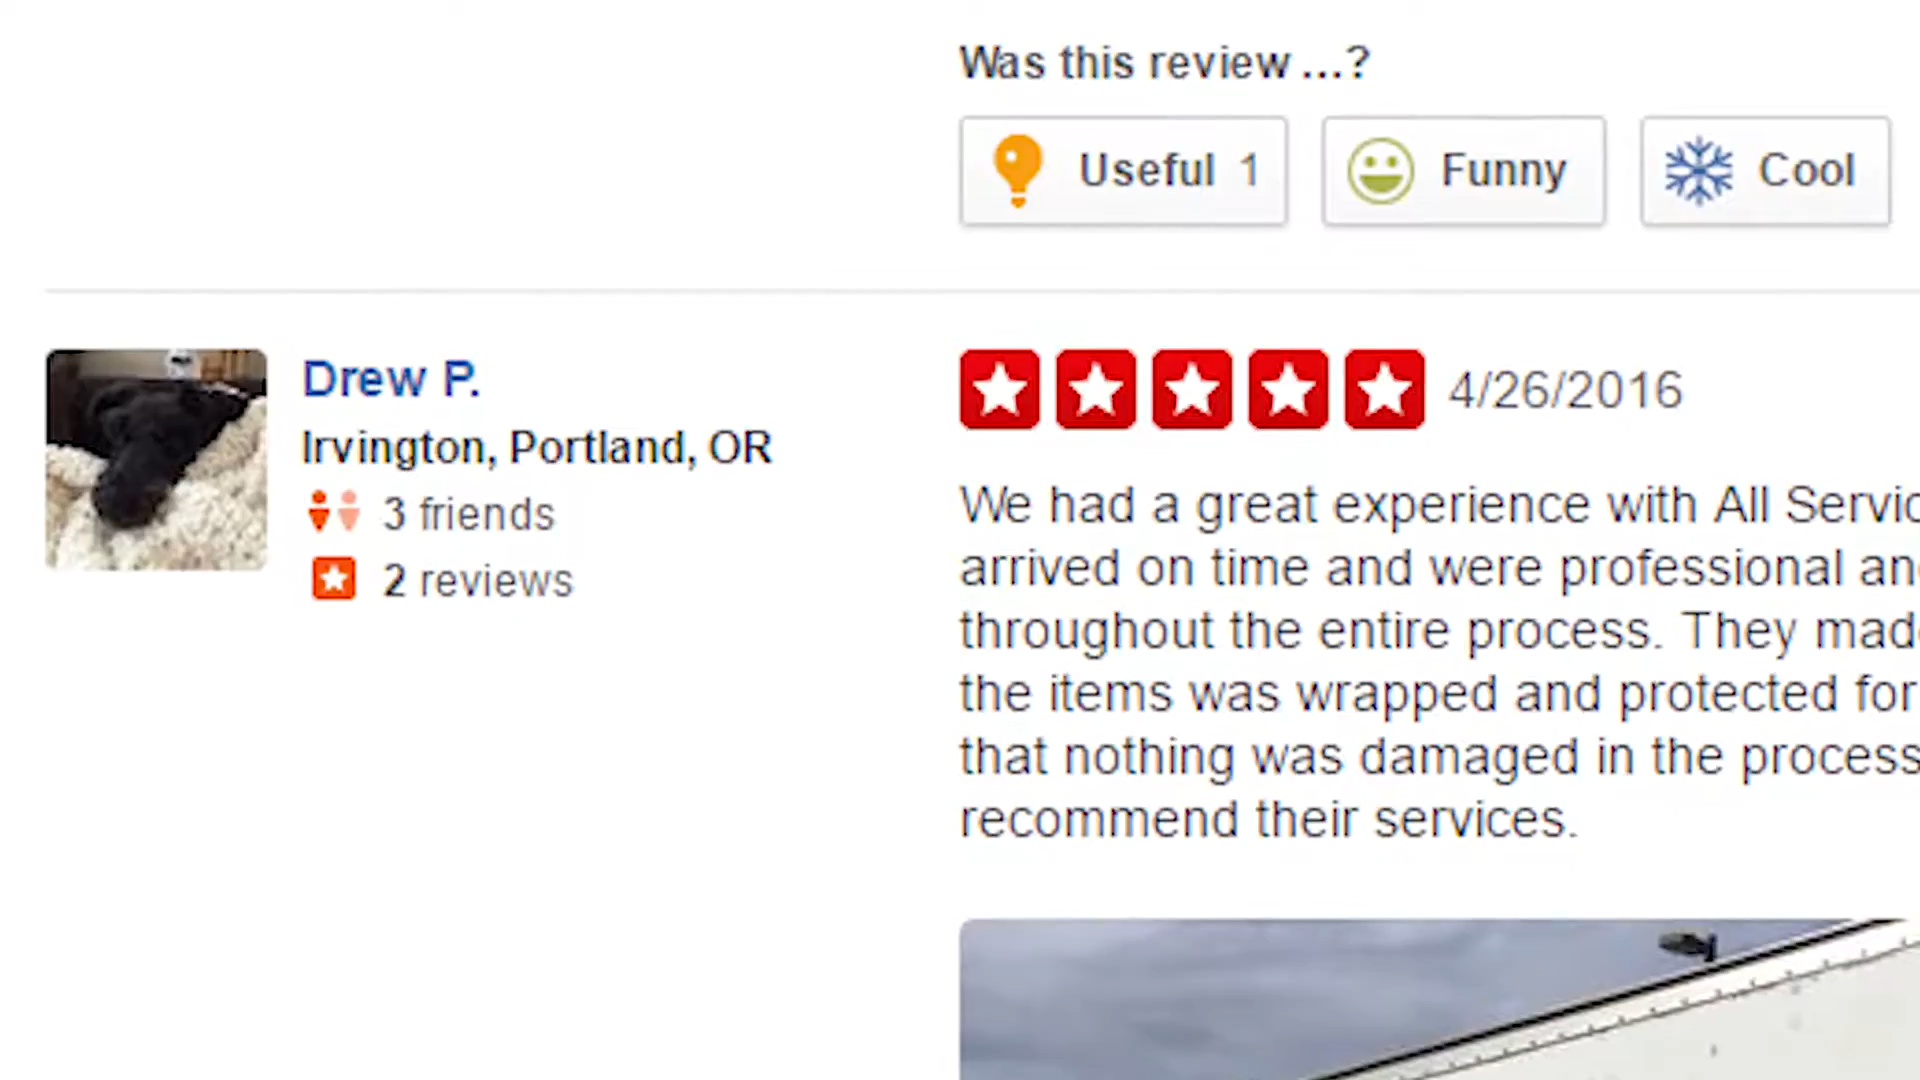 Was this review ...?
Useful 1
Funny
Cool
Drew P.
Irvington, Portland, OR
3 friends
2 reviews
4/26/2016
We had a great experience with All Servic
arrived on time and were professional an
throughout the entire process. They mad
the items was wrapped and protected for
that nothing was damaged in the process
recommend their services.